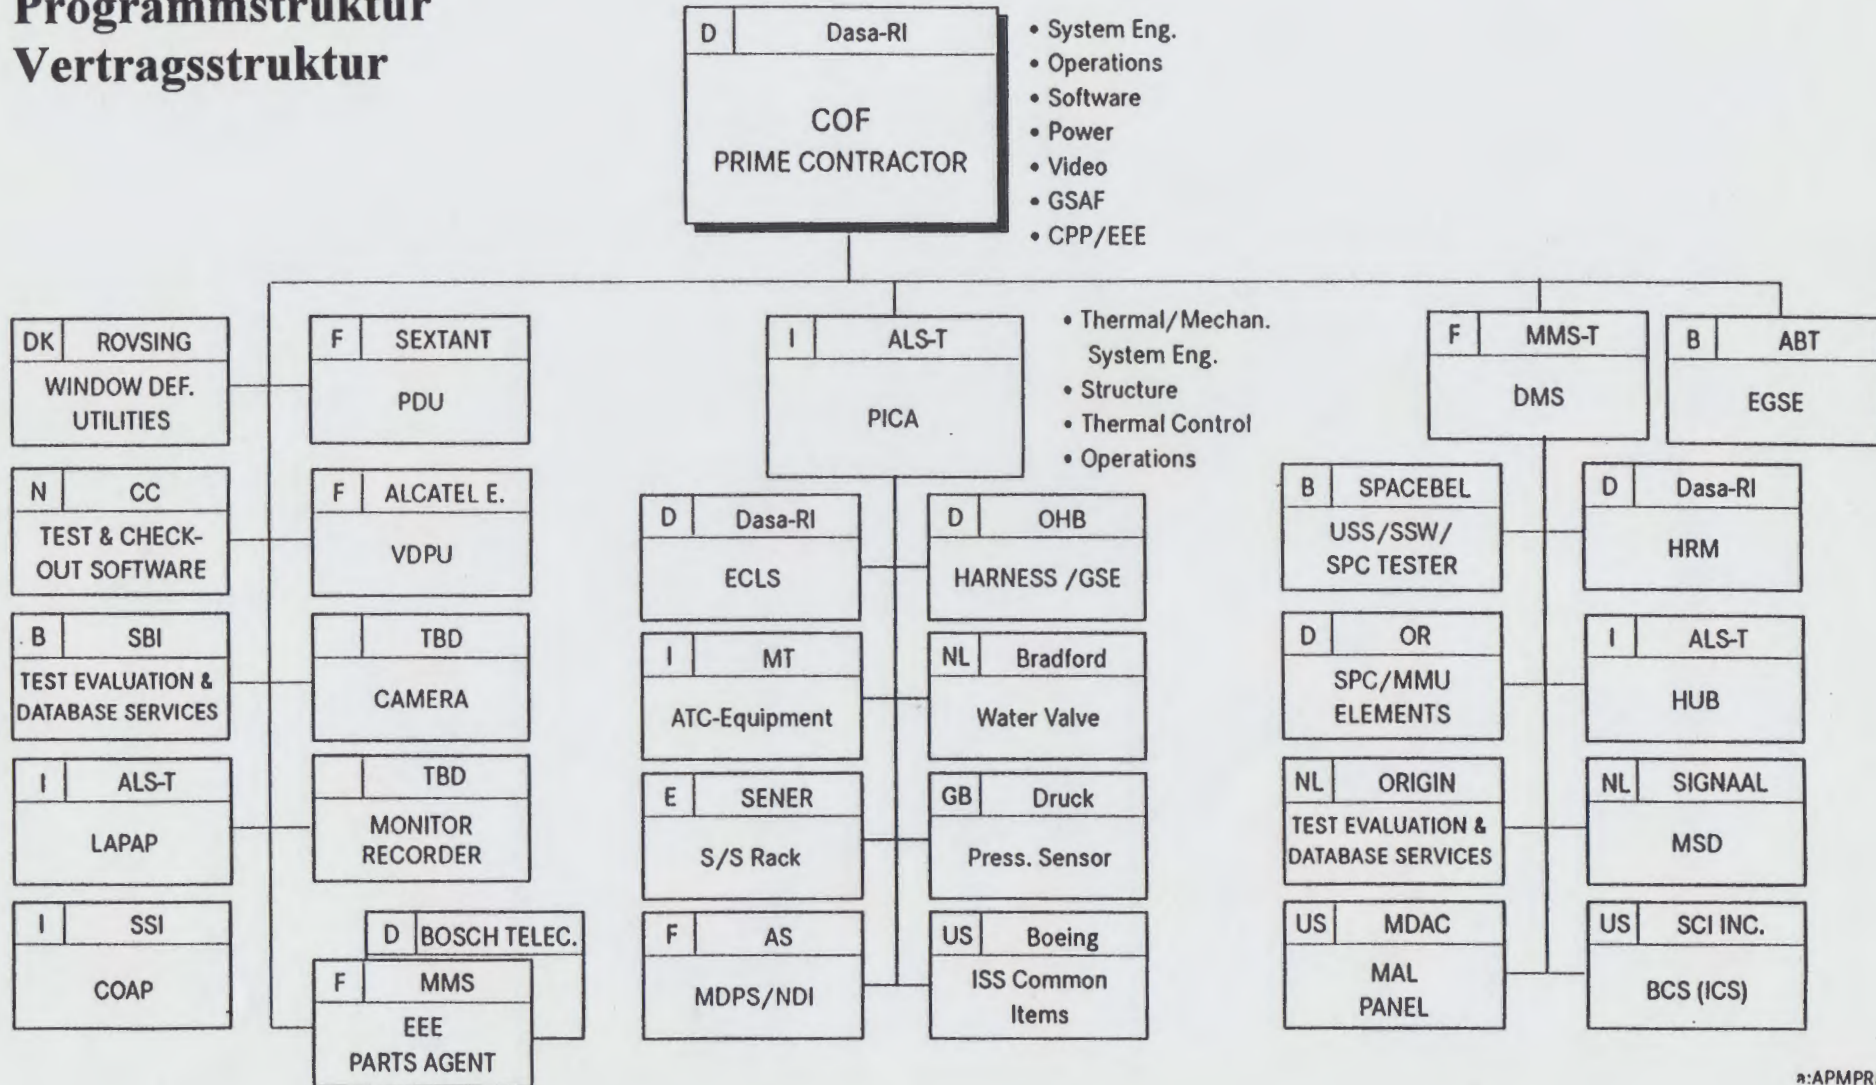 Programmstruktur
Vertragsstruktur
D Dasa-RI
COF
PRIME CONTRACTOR
• System Eng.
• Operations
• Software
• Power
• Video
• GSAF
• CPP/EEE
DK ROVSING
WINDOW DEF.
UTILITIES
F SEXTANT
PDU
N CC
TEST & CHECK-
OUT SOFTWARE
F ALCATEL E.
VDPU
B SBI
TEST EVALUATION &
DATABASE SERVICES
TBD
CAMERA
I ALS-T
LAPAP
TBD
MONITOR
RECORDER
I SSI
COAP
D BOSCH TELEC.
F MMS
EEE
PARTS AGENT
I ALS-T
PICA
• Thermal/Mechan.
System Eng.
• Structure
• Thermal Control
• Operations
D Dasa-RI
ECLS
D OHB
HARNESS /GSE
I MT
ATC-Equipment
NL Bradford
Water Valve
E SENER
S/S Rack
GB Druck
Press. Sensor
F AS
MDPS/NDI
US Boeing
ISS Common
Items
F MMS-T
DMS
B ABT
EGSE
B SPACEBEL
USS/SSW/
SPC TESTER
D Dasa-RI
HRM
D OR
SPC/MMU
ELEMENTS
I ALS-T
HUB
NL ORIGIN
TEST EVALUATION &
DATABASE SERVICES
NL SIGNAAL
MSD
US MDAC
MAL
PANEL
US SCI INC.
BCS (ICS)
a:APMPR